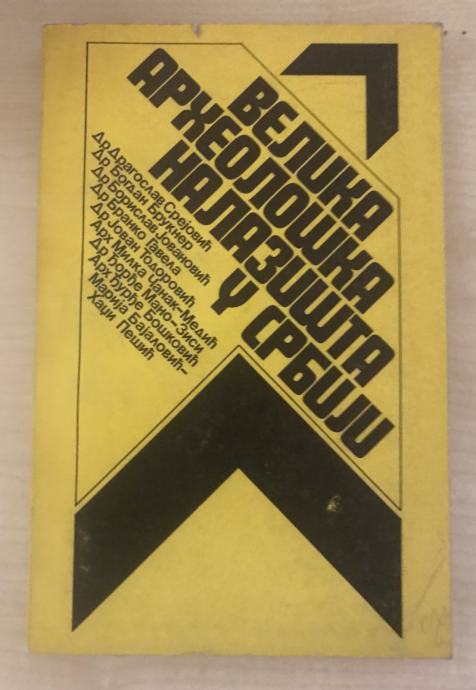 ВЕЛИКА
АРХЕОЛОШКА
НАЛАЗИШТА
У СРБИЈИ
Др Драгослав Срејовић
Др Богдан Брукнер
Др Борислав Јовановић
Др Бранко Гавела
Др Јован Тодоровић
Арх Милка Чанак-Медић
Др Ђорђе Мано-Зиси
Арх Ђурђе Бошковић
Марија Бајаловић-
Хаџи Пешић